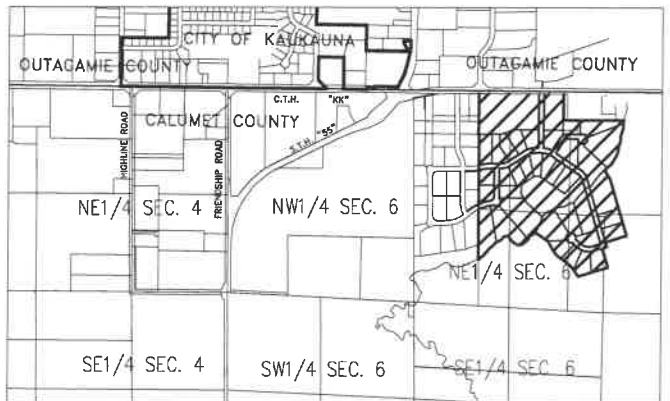 CITY OF KAUKAUNA
OUTAGAMIE COUNTY
OUTAGAMIE COUNTY
C.T.H. "KK"
CALUMET COUNTY
S.T.H. "55"
HIGHLINE ROAD
FRIENDSHIP ROAD
NE1/4 SEC. 4
NW1/4 SEC. 6
NE1/4 SEC. 6
SE1/4 SEC. 4
SW1/4 SEC. 6
SE1/4 SEC. 6